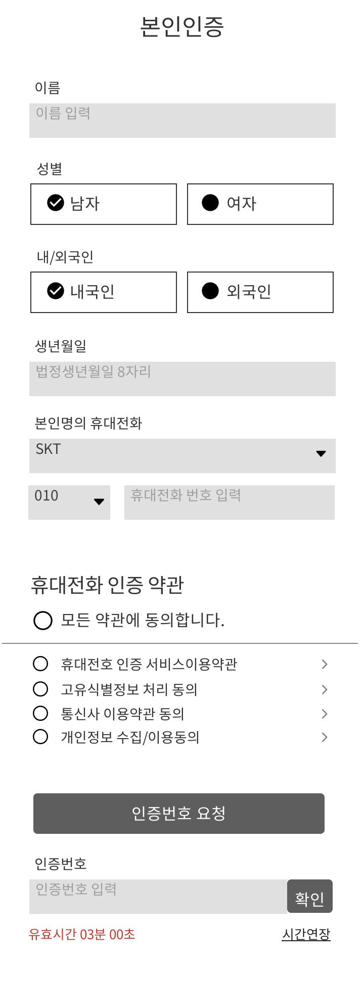 본인인증
이름
이름 입력
성별
남자
여자
내/외국인
내국인
외국인
생년월일
법정생년월일 8자리
본인명의 휴대전화
SKT
010
휴대전화 번호 입력
휴대전화 인증 약관
모든 약관에 동의합니다.
휴대전호 인증 서비스이용약관
고유식별정보 처리 동의
통신사 이용약관 동의
개인정보 수집/이용동의
인증번호 요청
인증번호
인증번호 입력
확인
유효시간 03분 00초
시간연장